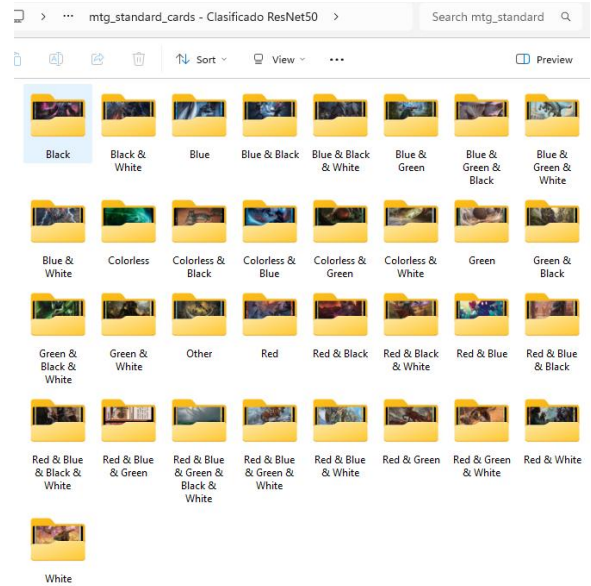 mtg_standard_cards - Clasificado ResNet50
Search mtg_standard
Sort
View
Preview
Black
Black &
White
Blue
Blue & Black
Blue & Black
& White
Blue &
Green
Blue &
Green &
Black
Blue &
Green &
White
Blue &
White
Colorless
Colorless &
Black
Colorless &
Blue
Colorless &
Green
Colorless &
White
Green
Green &
Black
Green &
Black &
White
Green &
White
Other
Red
Red & Black
Red & Black
& White
Red & Blue
Red & Blue
& Black
Red & Blue
& Black &
White
Red & Blue
& Green
Red & Blue
& Green &
Black &
White
Red & Blue
& Green &
White
Red & Blue
& White
Red & Green
Red & Green
& White
Red & White
White